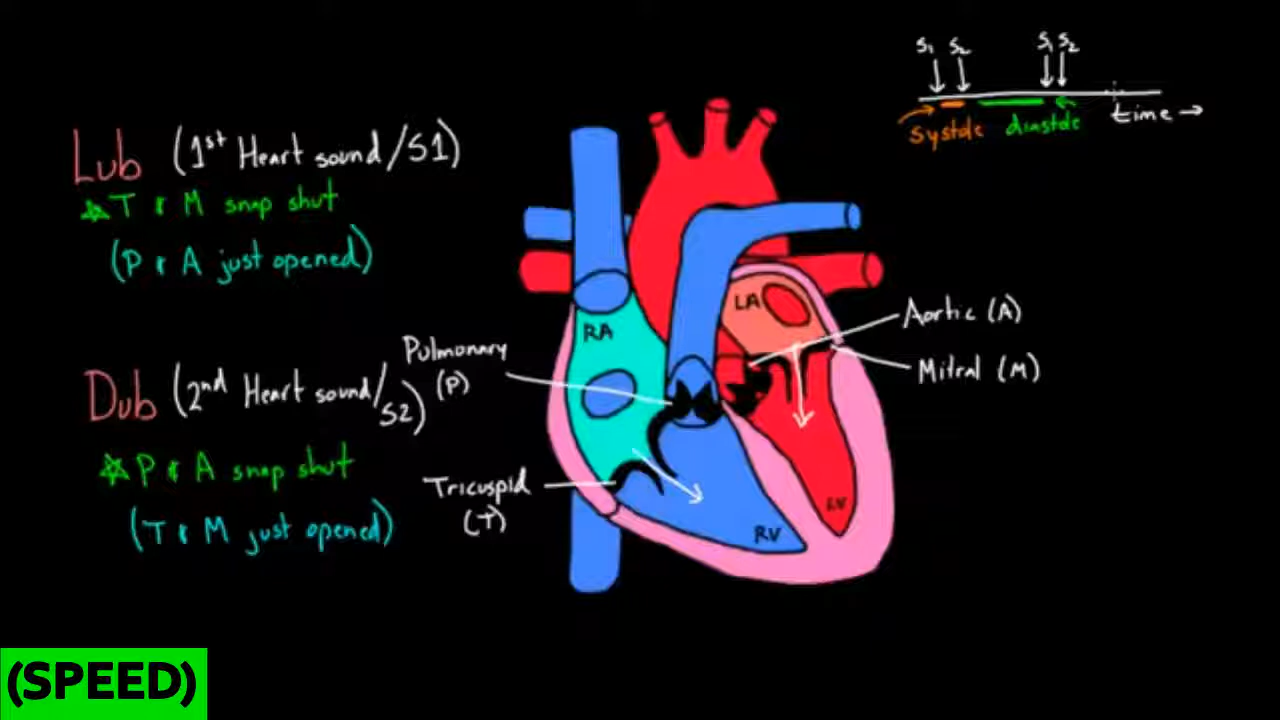 Lub (1st Heart sound/S1)
☆ T & M snap shut
(P & A just opened)
Dub (2nd Heart sound/
S2)
☆ P & A snap shut
(T & M just opened)
Pulmonary
(P)
Tricuspid
(T)
RA
LA
RV
LV
Aortic (A)
Mitral (M)
S1 S2 S1 S2
systole diastole time →
(SPEED)